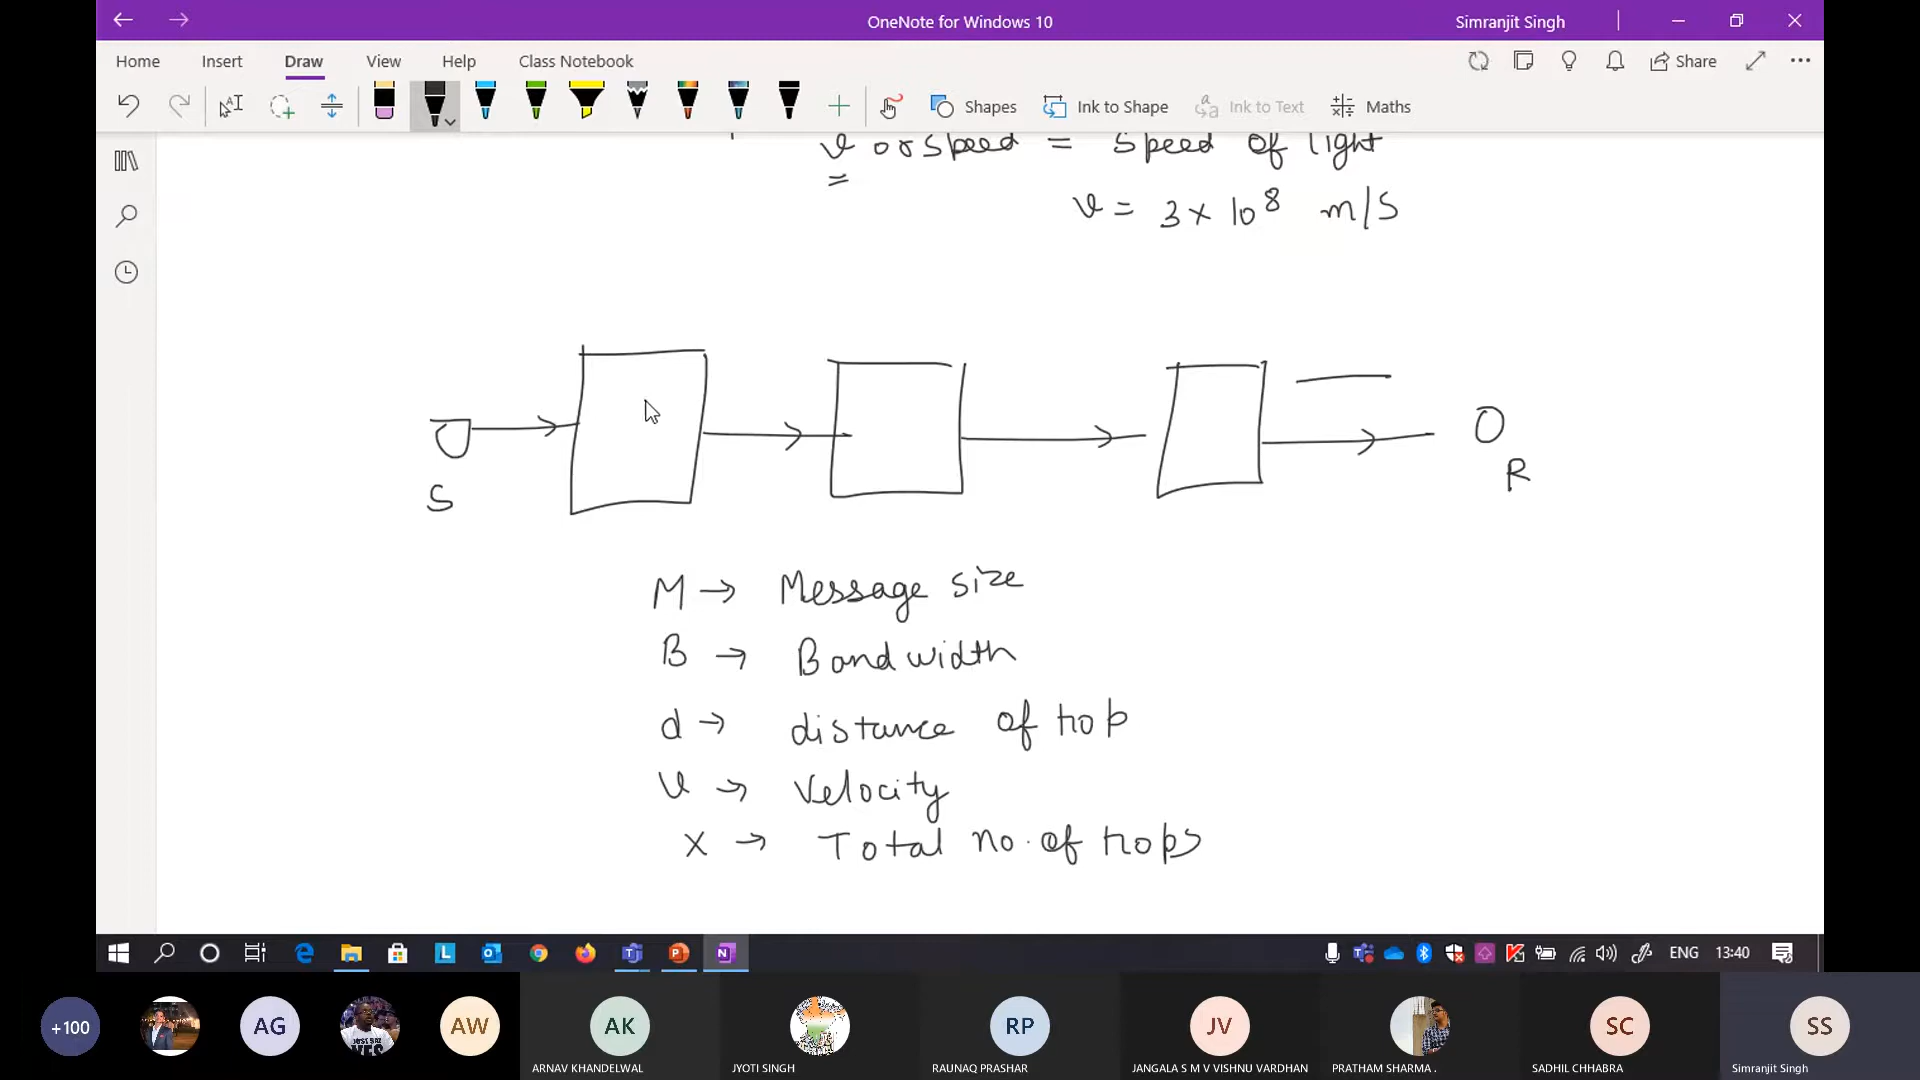 OneNote for Windows 10
Simranjit Singh
Home Insert Draw View Help Class Notebook
Share
Shapes Ink to Shape Ink to Text Maths
v or speed = speed of light
=
v = 3 x 10^8 m/s
S
R
M → Message size
B → Bandwidth
d → distance of hop
v → Velocity
X → Total no. of hops
ENG 13:40
+100 AG AW AK RP JV SC SS
ARNAV KHANDELWAL JYOTI SINGH RAUNAQ PRASHAR JANGALA S M V VISHNU VARDHAN PRATHAM SHARMA . SADHIL CHHABRA Simranjit Singh